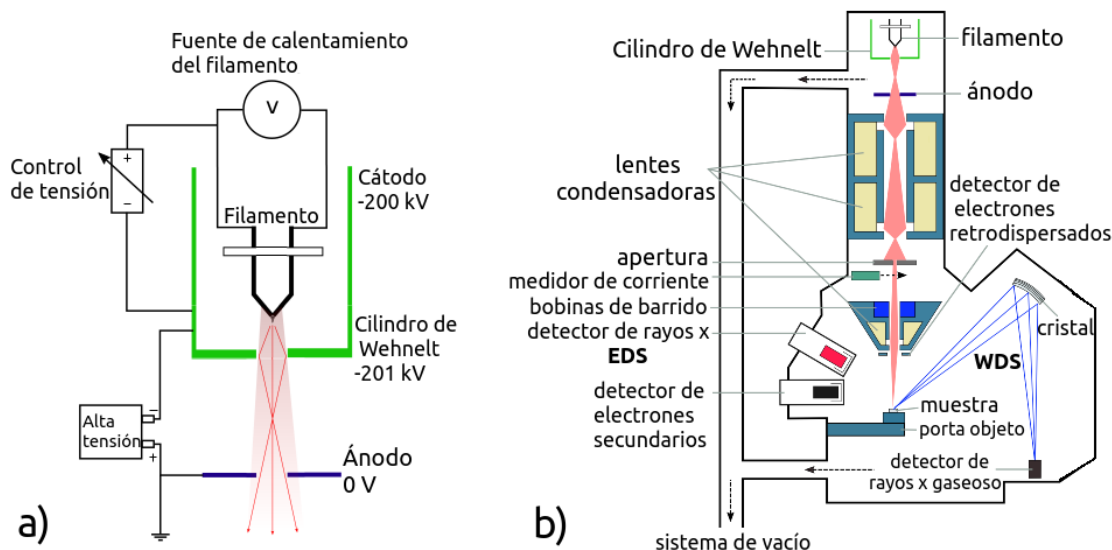 Fuente de calentamiento
del filamento
V
Control
de tensión
+
−
Cátodo
-200 kV
Filamento
Cilindro de
Wehnelt
-201 kV
Alta
tensión
−
+
Ánodo
0 V
a)
Cilindro de Wehnelt
filamento
ánodo
lentes
condensadoras
detector de
electrones
retrodispersados
apertura
medidor de corriente
bobinas de barrido
detector de rayos x
EDS
cristal
WDS
detector de
electrones
secundarios
muestra
porta objeto
detector de
rayos x gaseoso
b)
sistema de vacío